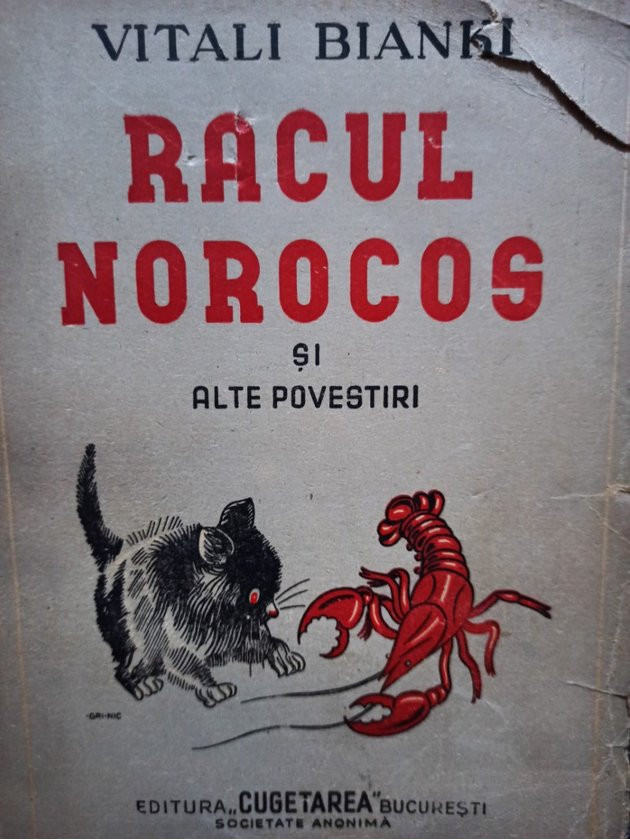 VITALI BIANKI
RACUL
NOROCOS
ȘI
ALTE POVESTIRI
GRI-NIC
EDITURA „CUGETAREA" BUCUREȘTI
SOCIETATE ANONIMĂ